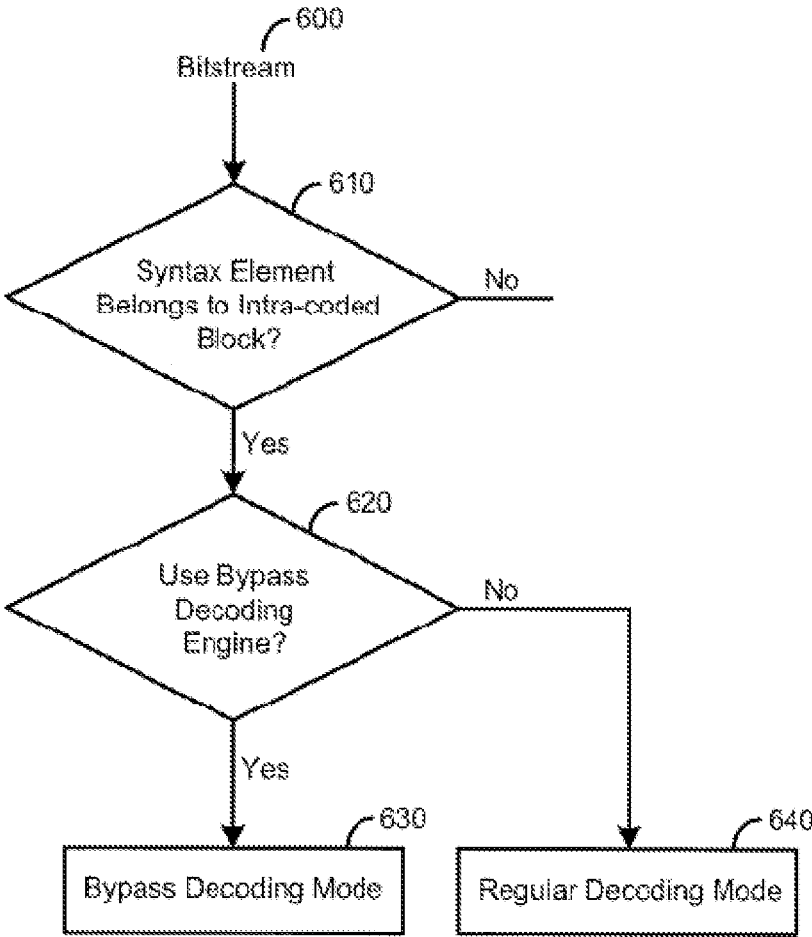 600
Bitstream
610
Syntax Element
Belongs to Intra-coded
Block?
No
Yes
620
Use Bypass
Decoding
Engine?
No
Yes
630
640
Bypass Decoding Mode
Regular Decoding Mode